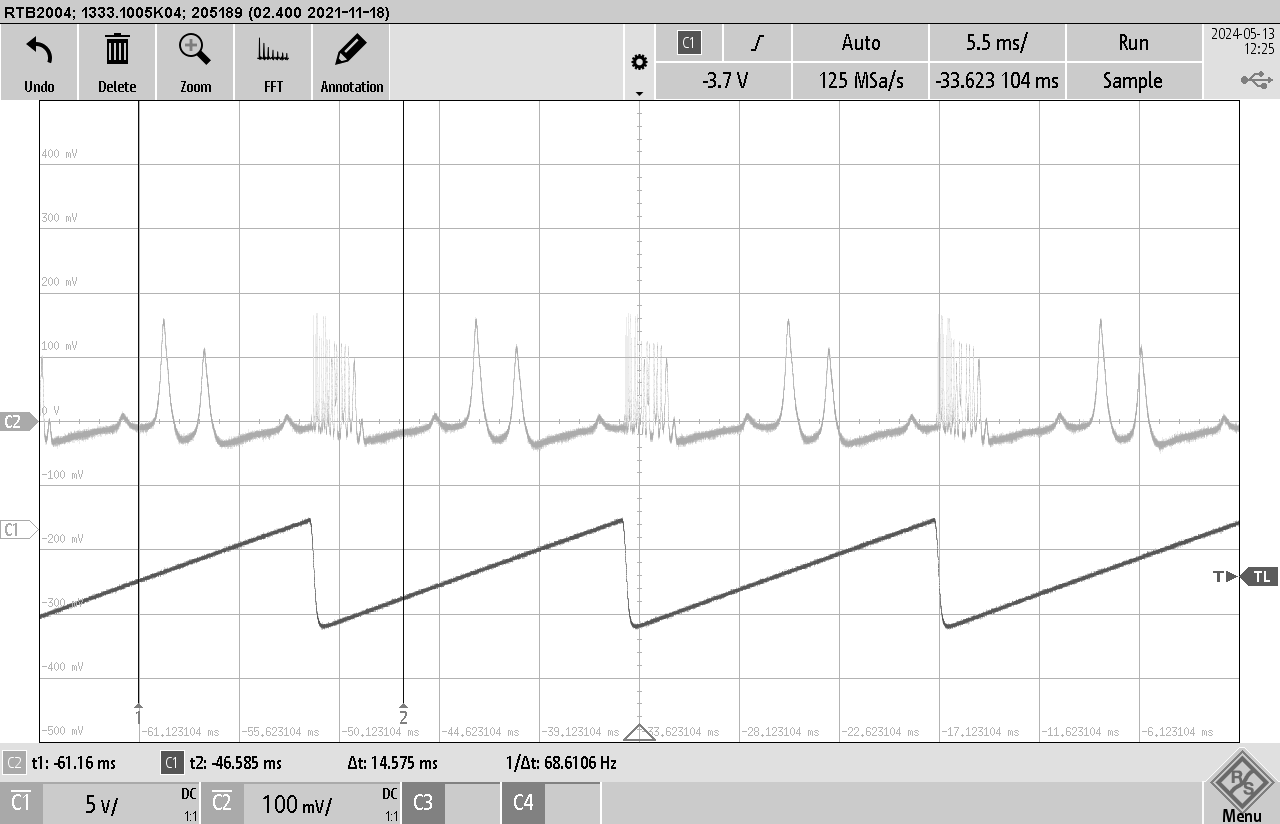 RTB2004; 1333.1005K04; 205189 (02.400 2021-11-18)
Undo
Delete
Zoom
FFT
Annotation
C1
Auto
5.5 ms/
Run
2024-05-13
12:25
-3.7 V
125 MSa/s
-33.623 104 ms
Sample
400 mV
300 mV
200 mV
100 mV
0 V
C2
-100 mV
-200 mV
C1
-300 mV
T
TL
-400 mV
-500 mV
1
2
-61,123104 ms
-55,623104 ms
-50,123104 ms
-44,623104 ms
-39,123104 ms
-33,623104 ms
-28,123104 ms
-22,623104 ms
-17,123104 ms
-11,623104 ms
-6,123104 ms
C2 t1: -61.16 ms
C1 t2: -46.585 ms
Δt: 14.575 ms
1/Δt: 68.6106 Hz
C1
5 V/
DC
1:1
C2
100 mV/
DC
1:1
C3
C4
R S
Menu